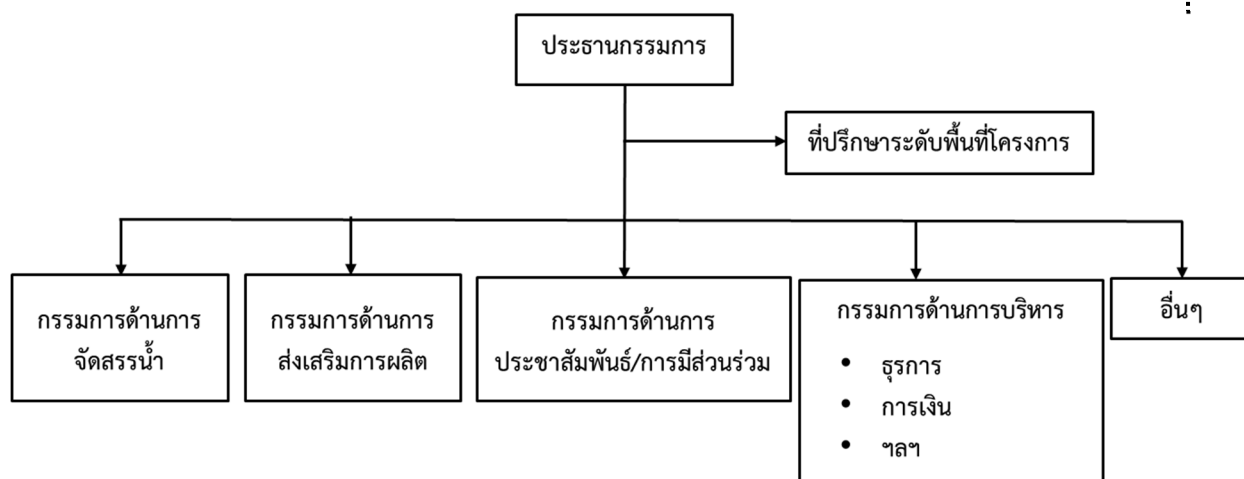 ประธานกรรมการ
ที่ปรึกษาระดับพื้นที่โครงการ
กรรมการด้านการ
จัดสรรน้ำ
กรรมการด้านการ
ส่งเสริมการผลิต
กรรมการด้านการ
ประชาสัมพันธ์/การมีส่วนร่วม
กรรมการด้านการบริหาร
• ธุรการ
• การเงิน
• ฯลฯ
อื่นๆ